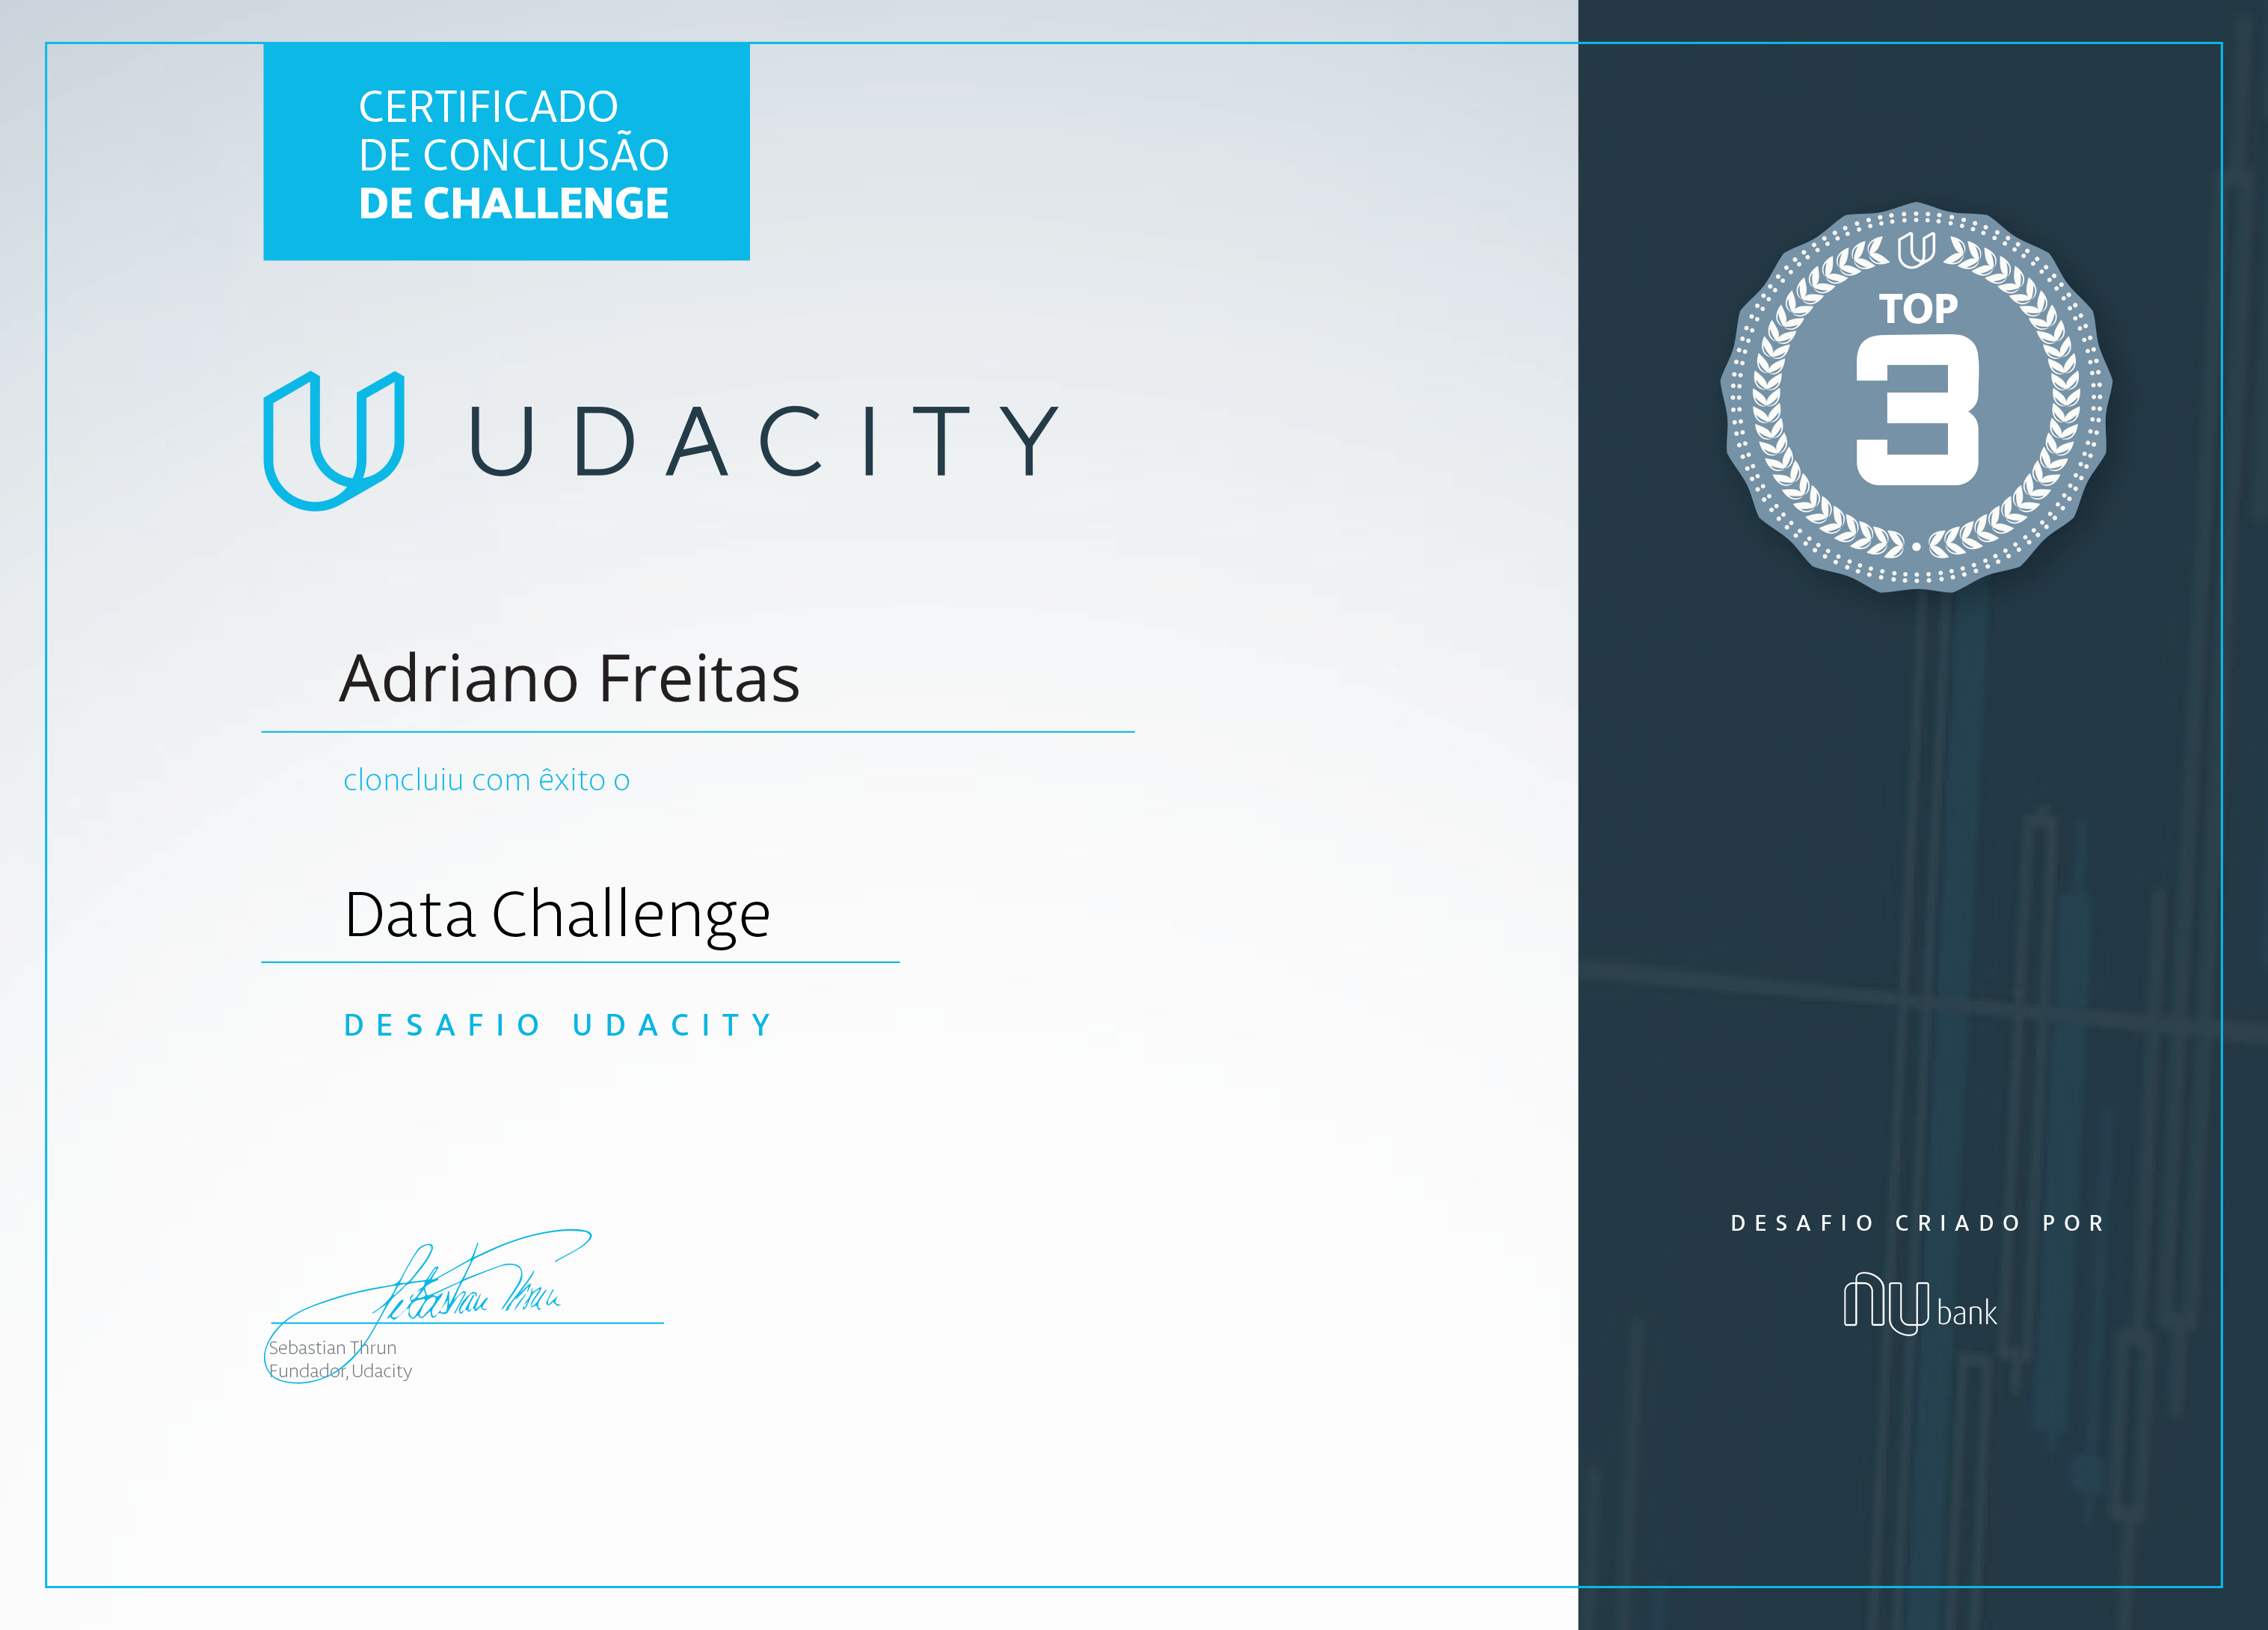 CERTIFICADO
DE CONCLUSÃO
DE CHALLENGE
UDACITY
Adriano Freitas
cloncluiu com êxito o
Data Challenge
DESAFIO UDACITY
Sebastian Thrun
Sebastian Thrun
Fundador, Udacity
TOP
3
DESAFIO CRIADO POR
nu bank